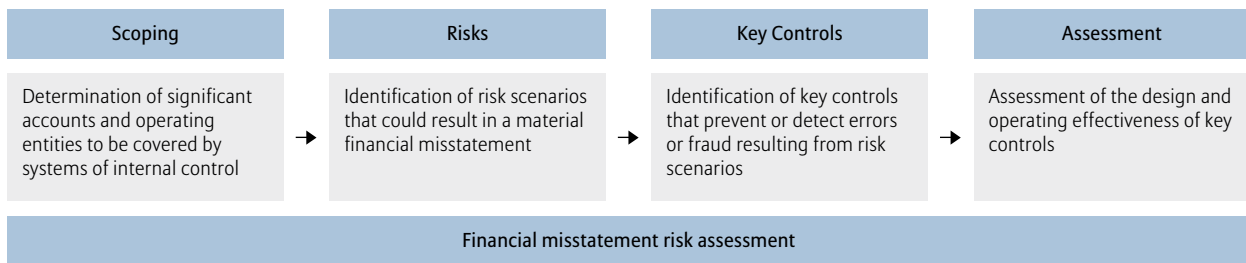 Scoping
Determination of significant
accounts and operating
entities to be covered by
systems of internal control
Risks
Identification of risk scenarios
that could result in a material
financial misstatement
Key Controls
Identification of key controls
that prevent or detect errors
or fraud resulting from risk
scenarios
Assessment
Assessment of the design and
operating effectiveness of key
controls
Financial misstatement risk assessment